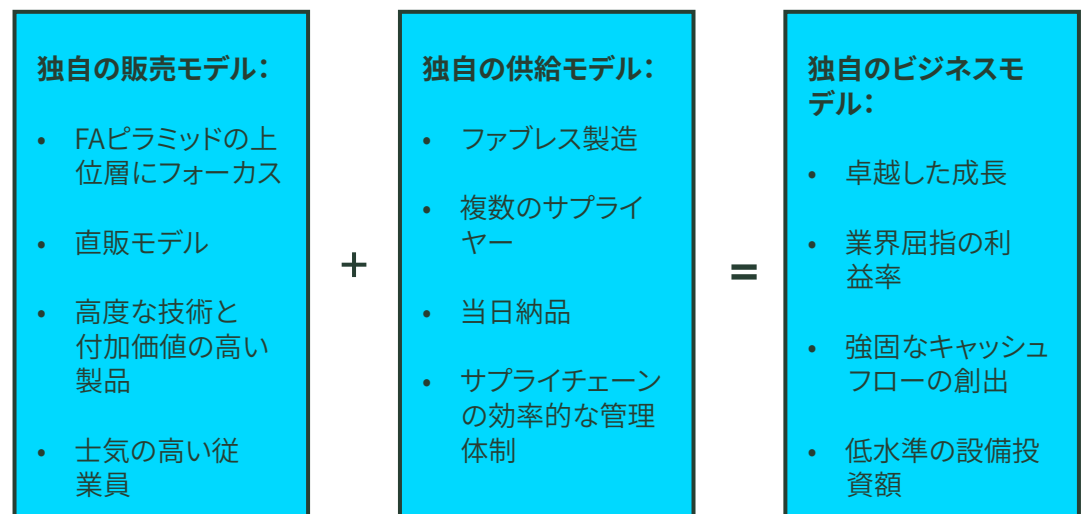 独自の販売モデル：
• FAピラミッドの上
位層にフォーカス
• 直販モデル
• 高度な技術と
付加価値の高い
製品
• 士気の高い従
業員
+
独自の供給モデル：
• ファブレス製造
• 複数のサプライ
ヤー
• 当日納品
• サプライチェーン
の効率的な管理
体制
=
独自のビジネスモ
デル：
• 卓越した成長
• 業界屈指の利
益率
• 強固なキャッシュ
フローの創出
• 低水準の設備投
資額